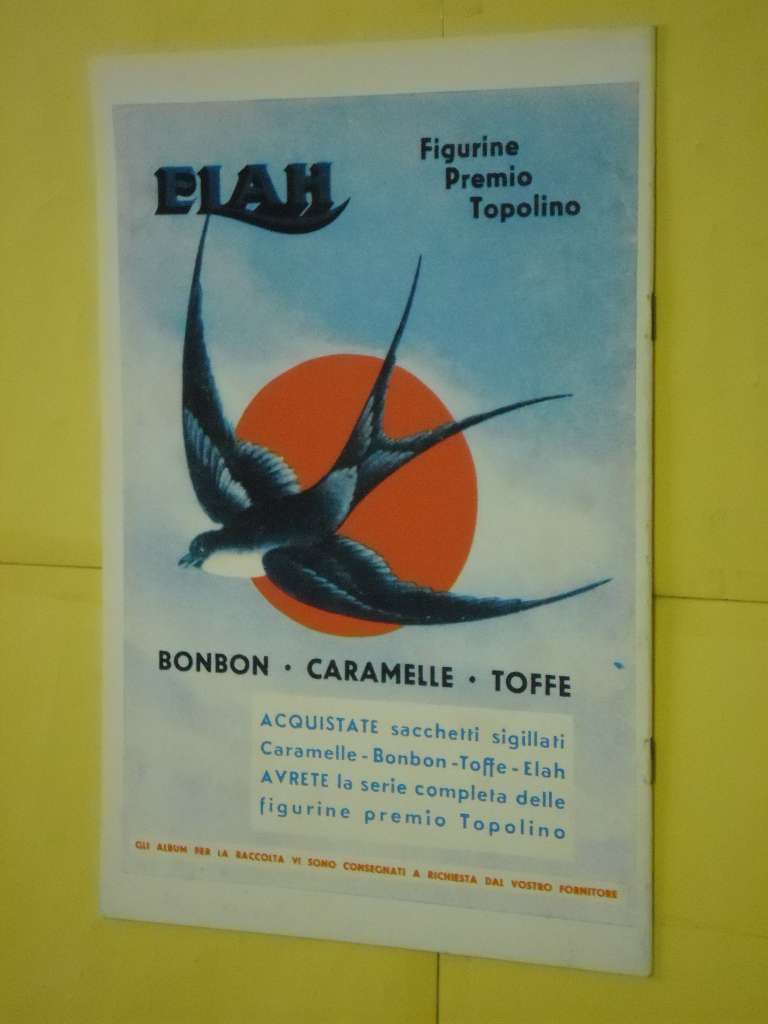 ELAH
Figurine
Premio
Topolino
BONBON · CARAMELLE · TOFFE
ACQUISTATE sacchetti sigillati
Caramelle-Bonbon-Toffe-Elah
AVRETE la serie completa delle
figurine premio Topolino
GLI ALBUM PER LA RACCOLTA VI SONO CONSEGNATI A RICHIESTA DAL VOSTRO FORNITORE